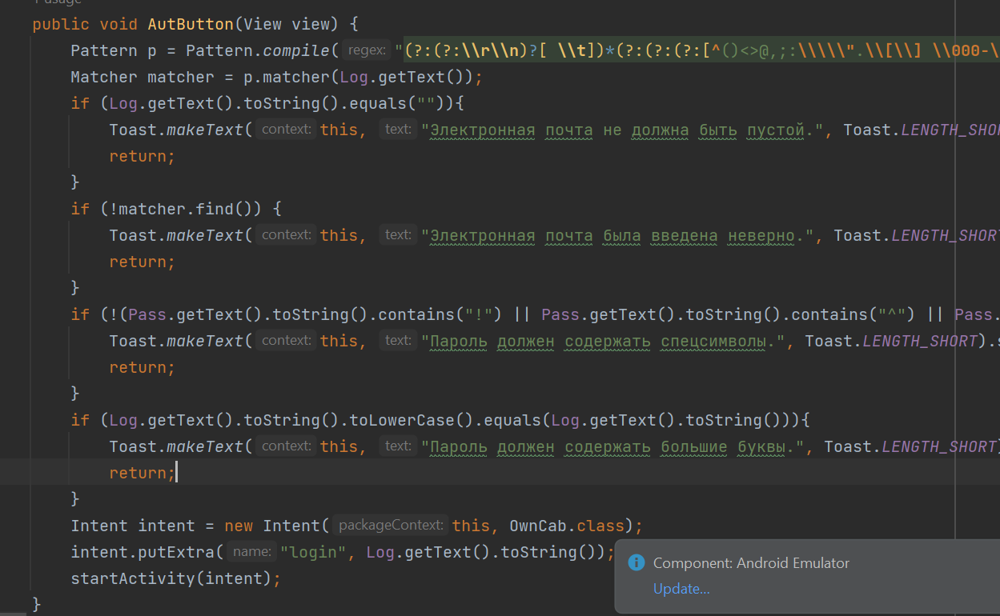 public void AutButton(View view) {
Pattern p = Pattern.compile( regex: "(?:(?:\\r\\n)?[ \\t])*(?:(?:(?:[^()<>@,;:\\\\\".\\[\\] \\000-\
Matcher matcher = p.matcher(Log.getText());
if (Log.getText().toString().equals("")){
Toast.makeText( context: this, text: "Электронная почта не должна быть пустой.", Toast.LENGTH_SHOR
return;
}
if (!matcher.find()) {
Toast.makeText( context: this, text: "Электронная почта была введена неверно.", Toast.LENGTH_SHORT
return;
}
if (!(Pass.getText().toString().contains("!") || Pass.getText().toString().contains("^") || Pass.
Toast.makeText( context: this, text: "Пароль должен содержать спецсимволы.", Toast.LENGTH_SHORT).s
return;
}
if (Log.getText().toString().toLowerCase().equals(Log.getText().toString())){
Toast.makeText( context: this, text: "Пароль должен содержать большие буквы.", Toast.LENGTH_SHORT)
return;
}
Intent intent = new Intent( packageContext: this, OwnCab.class);
intent.putExtra( name: "login", Log.getText().toString());
startActivity(intent);
}
Component: Android Emulator
Update...